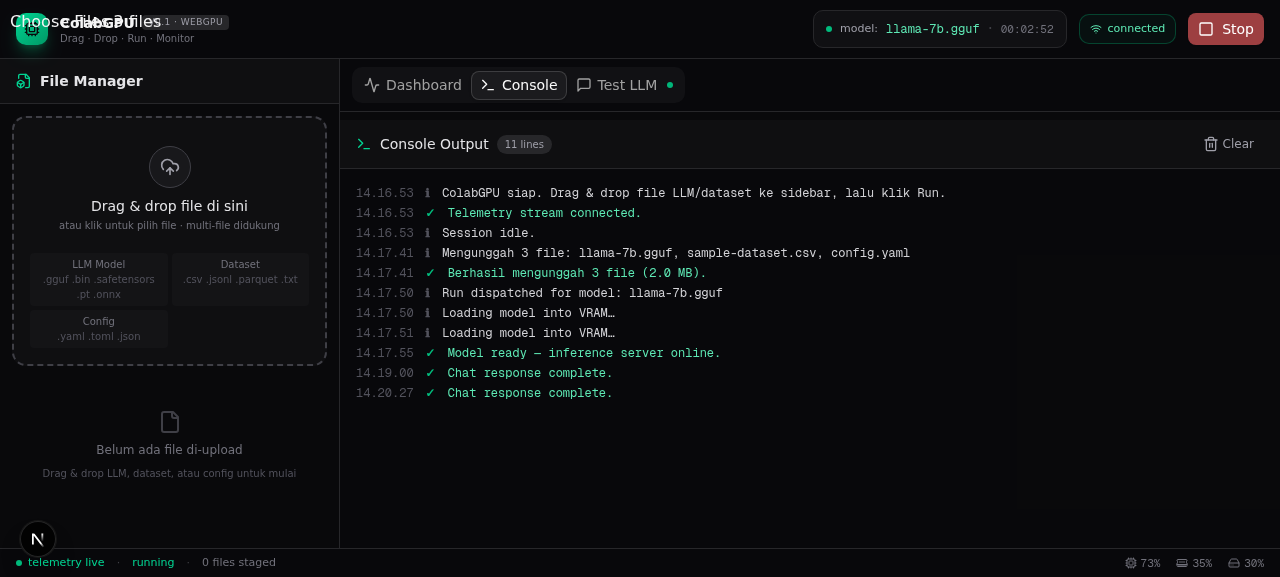 Choose Files 3 files
ColabGPU
.1 · WEBGPU
Drag · Drop · Run · Monitor
model: llama-7b.gguf · 00:02:52
connected
Stop
File Manager
Dashboard
Console
Test LLM
Drag & drop file di sini
atau klik untuk pilih file · multi-file didukung
LLM Model
.gguf .bin .safetensors
.pt .onnx
Dataset
.csv .jsonl .parquet .txt
Config
.yaml .toml .json
Belum ada file di-upload
Drag & drop LLM, dataset, atau config untuk mulai
Console Output
11 lines
Clear
14.16.53 ℹ ColabGPU siap. Drag & drop file LLM/dataset ke sidebar, lalu klik Run.
14.16.53 ✓ Telemetry stream connected.
14.16.53 ℹ Session idle.
14.17.41 ℹ Mengunggah 3 file: llama-7b.gguf, sample-dataset.csv, config.yaml
14.17.41 ✓ Berhasil mengunggah 3 file (2.0 MB).
14.17.50 ℹ Run dispatched for model: llama-7b.gguf
14.17.50 ℹ Loading model into VRAM…
14.17.51 ℹ Loading model into VRAM…
14.17.55 ✓ Model ready — inference server online.
14.19.00 ✓ Chat response complete.
14.20.27 ✓ Chat response complete.
N
telemetry live · running · 0 files staged
73%
35%
30%